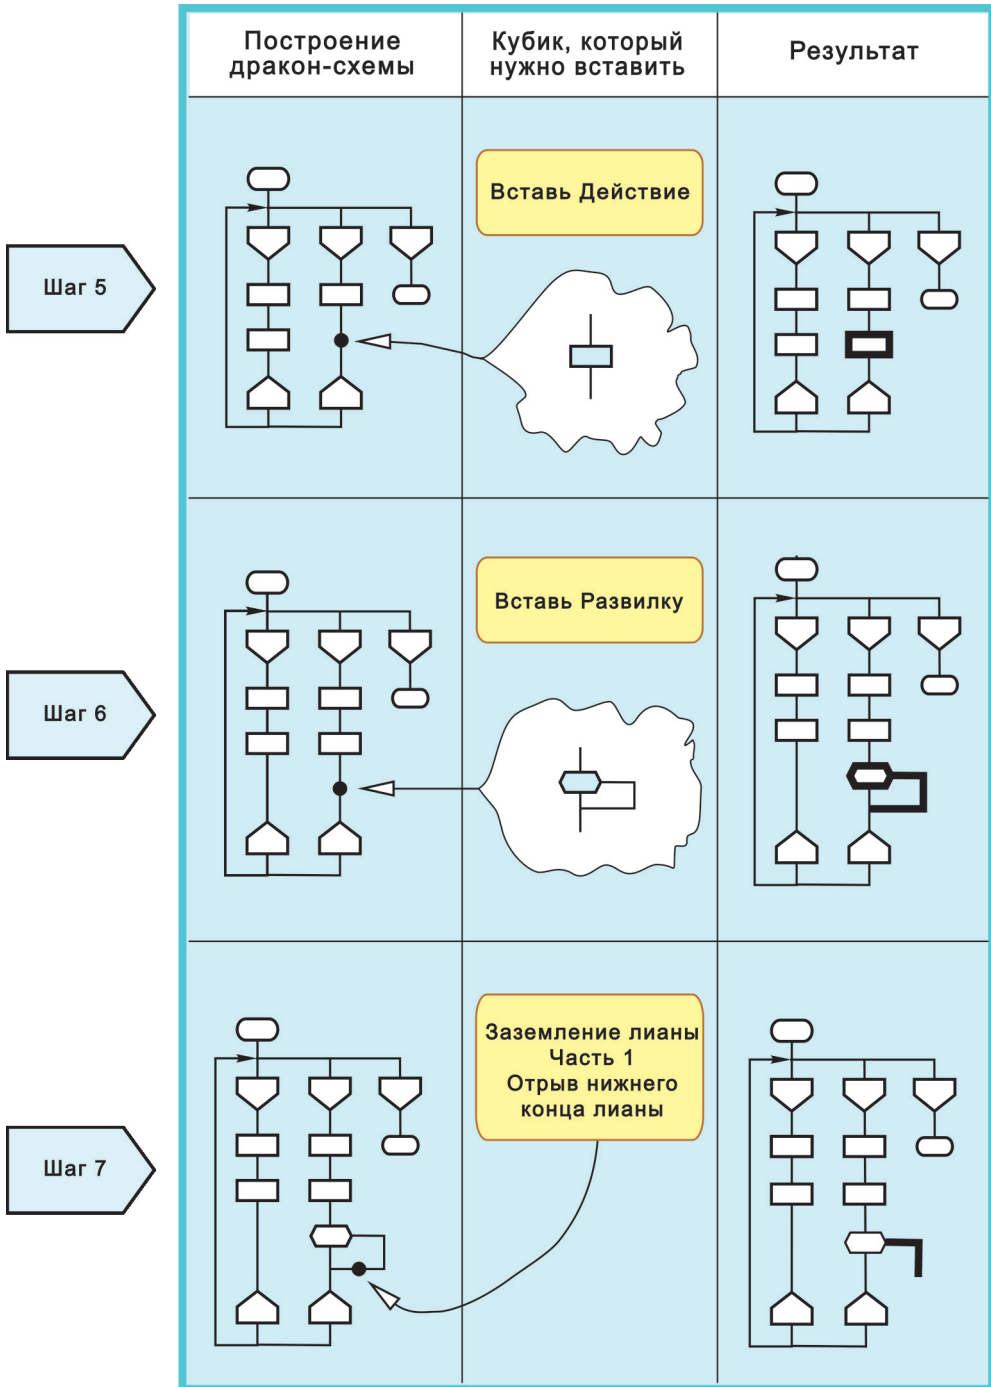 Построение
дракон-схемы
Кубик, который
нужно вставить
Результат
Шаг 5
Вставь Действие
Шаг 6
Вставь Развилку
Шаг 7
Заземление лианы
Часть 1
Отрыв нижнего
конца лианы